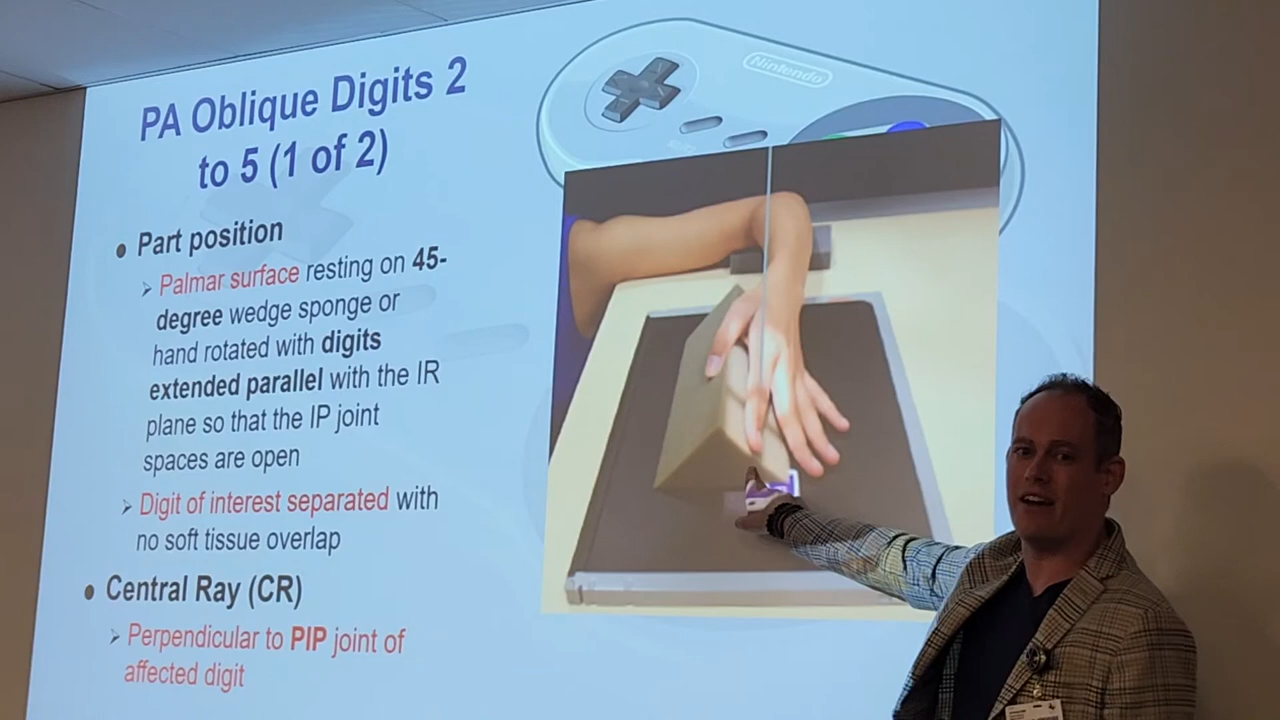 Nintendo
PA Oblique Digits 2
to 5 (1 of 2)
Part position
Palmar surface resting on 45-
degree wedge sponge or
hand rotated with digits
extended parallel with the IR
plane so that the IP joint
spaces are open
Digit of interest separated with
no soft tissue overlap
Central Ray (CR)
Perpendicular to PIP joint of
affected digit